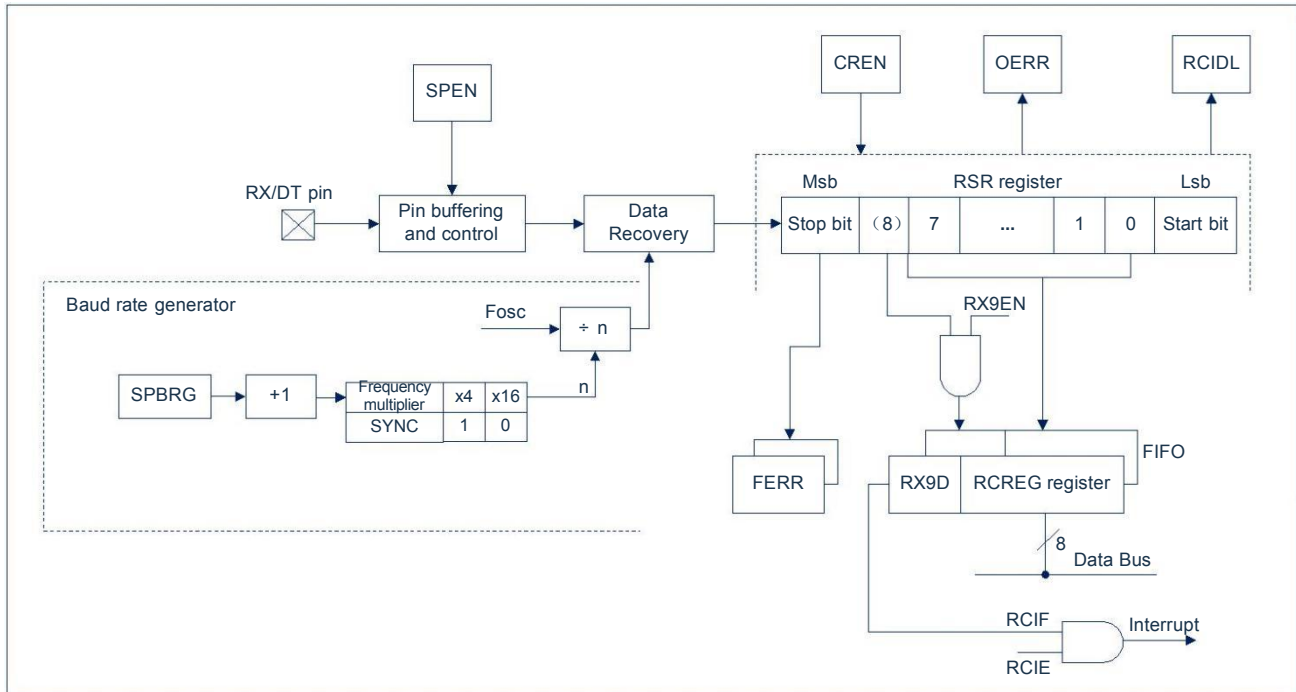 CREN
OERR
RCIDL
SPEN
RX/DT pin
Pin buffering
and control
Data
Recovery
Msb
RSR register
Lsb
Stop bit
（8）
7
...
1
0
Start bit
Baud rate generator
Fosc
÷ n
n
SPBRG
+1
Frequency
multiplier
x4
x16
SYNC
1
0
RX9EN
FERR
FIFO
RX9D
RCREG register
8
Data Bus
RCIF
RCIE
Interrupt